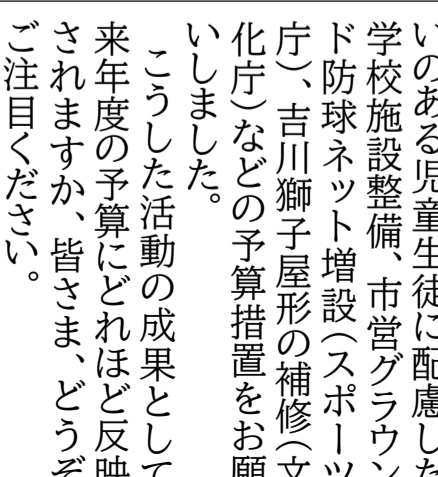 いのある児童生徒に配慮した
学校施設整備、市営グラウン
ド防球ネット増設（スポーツ
庁）、吉川獅子屋形の補修（文
化庁）などの予算措置をお願
いしました。
　こうした活動の成果として
来年度の予算にどれほど反映
されますか、皆さま、どうぞ
ご注目ください。